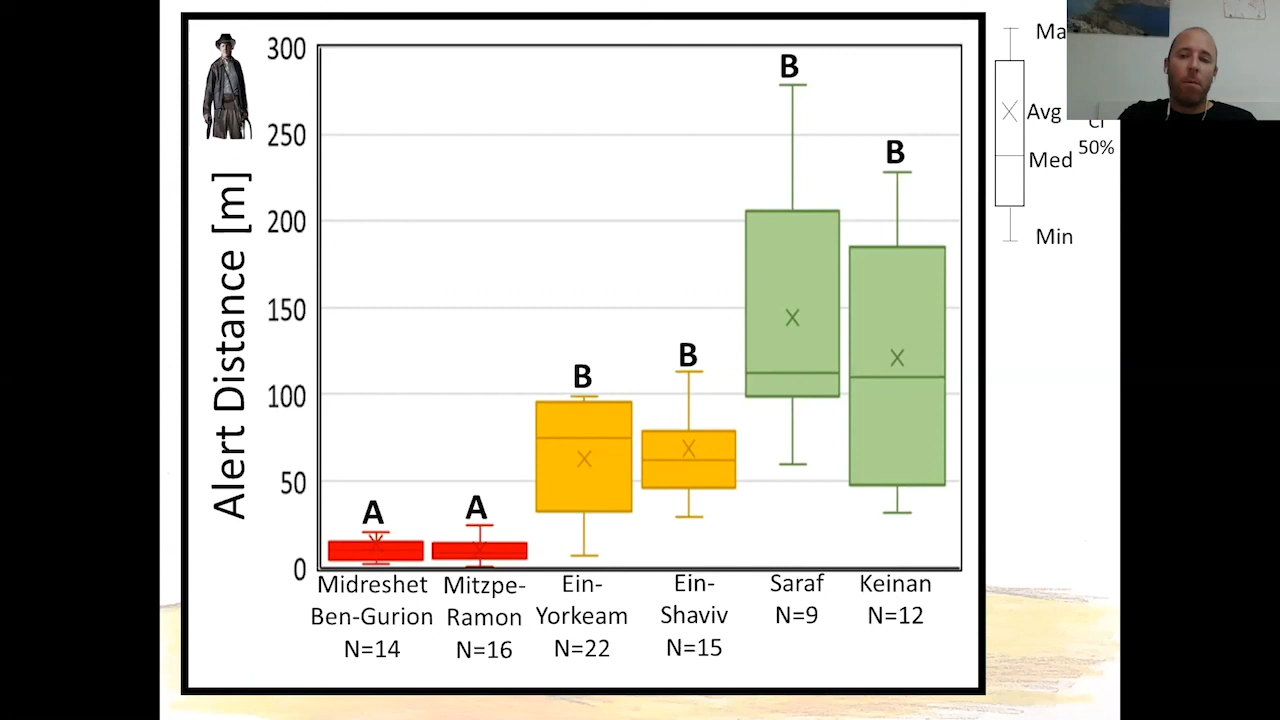 300
250
200
150
100
50
0
Alert Distance [m]
A
A
B
B
B
B
Midreshet
Ben-Gurion
N=14
Mitzpe-
Ramon
N=16
Ein-
Yorkeam
N=22
Ein-
Shaviv
N=15
Saraf
N=9
Keinan
N=12
Ma
Avg
CI
50%
Med
Min